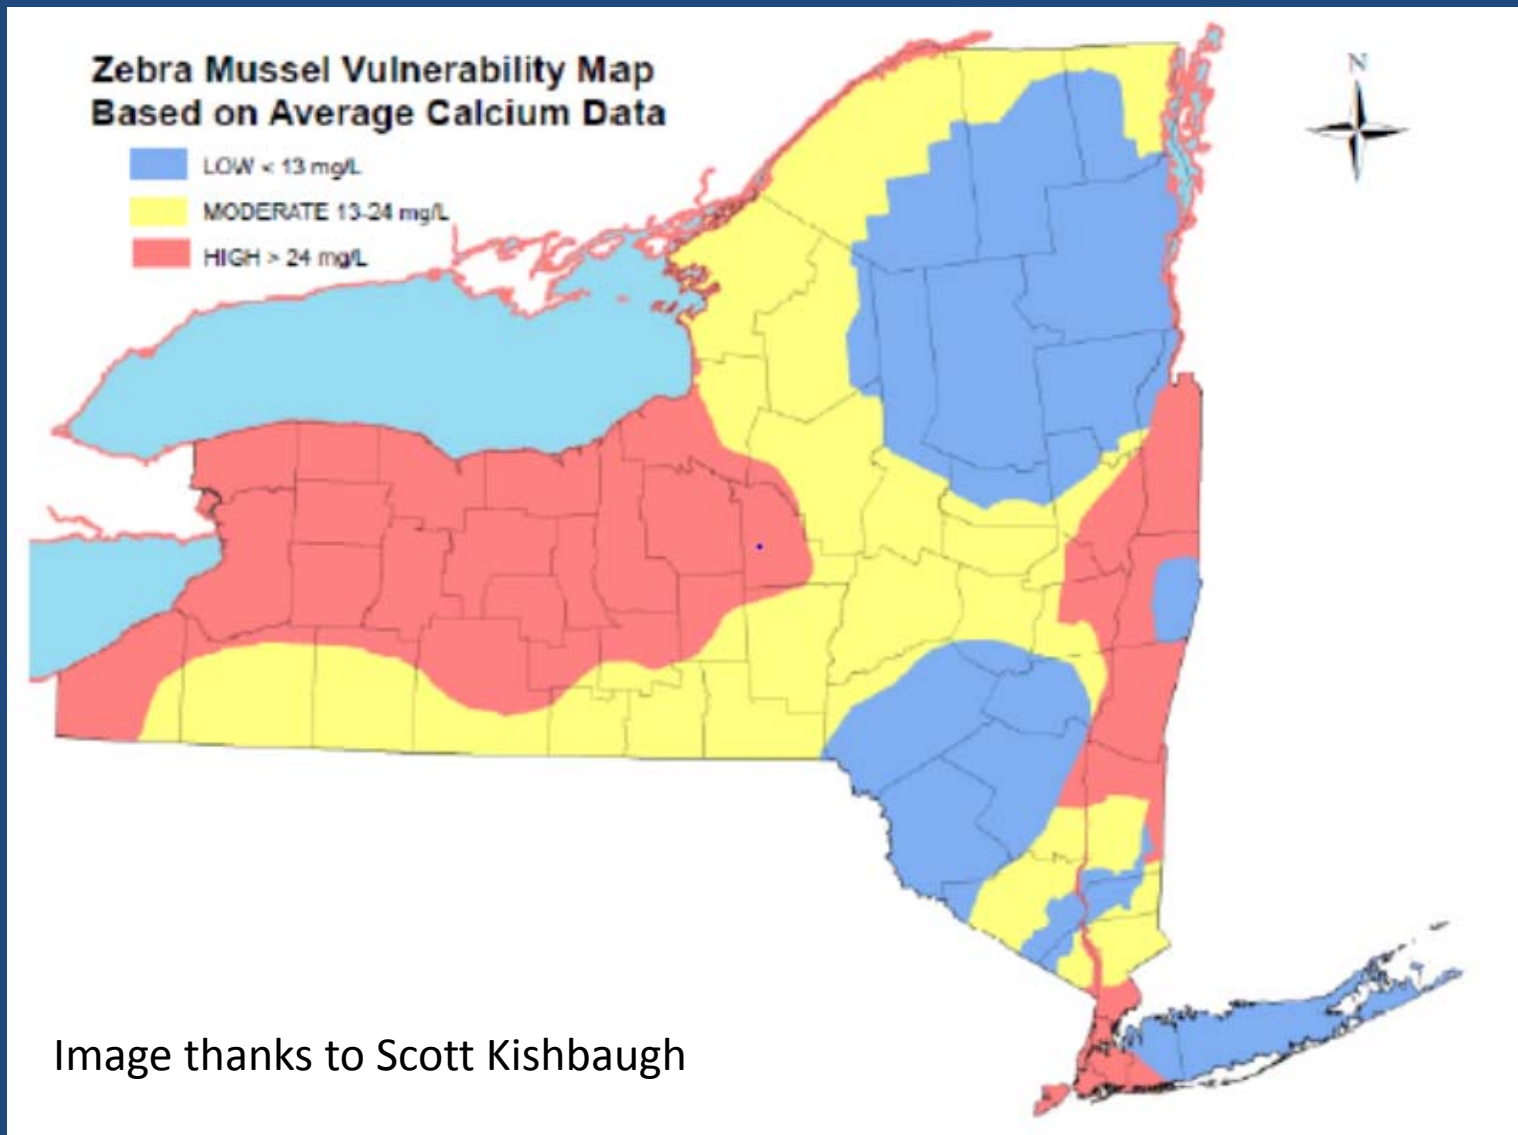 Zebra Mussel Vulnerability Map
Based on Average Calcium Data
LOW < 13 mg/L
MODERATE 13-24 mg/L
HIGH > 24 mg/L
N
Image thanks to Scott Kishbaugh